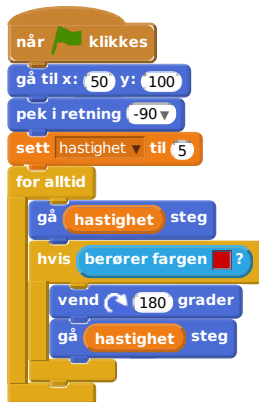 når klikkes
gå til x: 50 y: 100
pek i retning -90▼
sett hastighet ▼ til 5
for alltid
gå hastighet steg
hvis berører fargen ?
vend 180 grader
gå hastighet steg